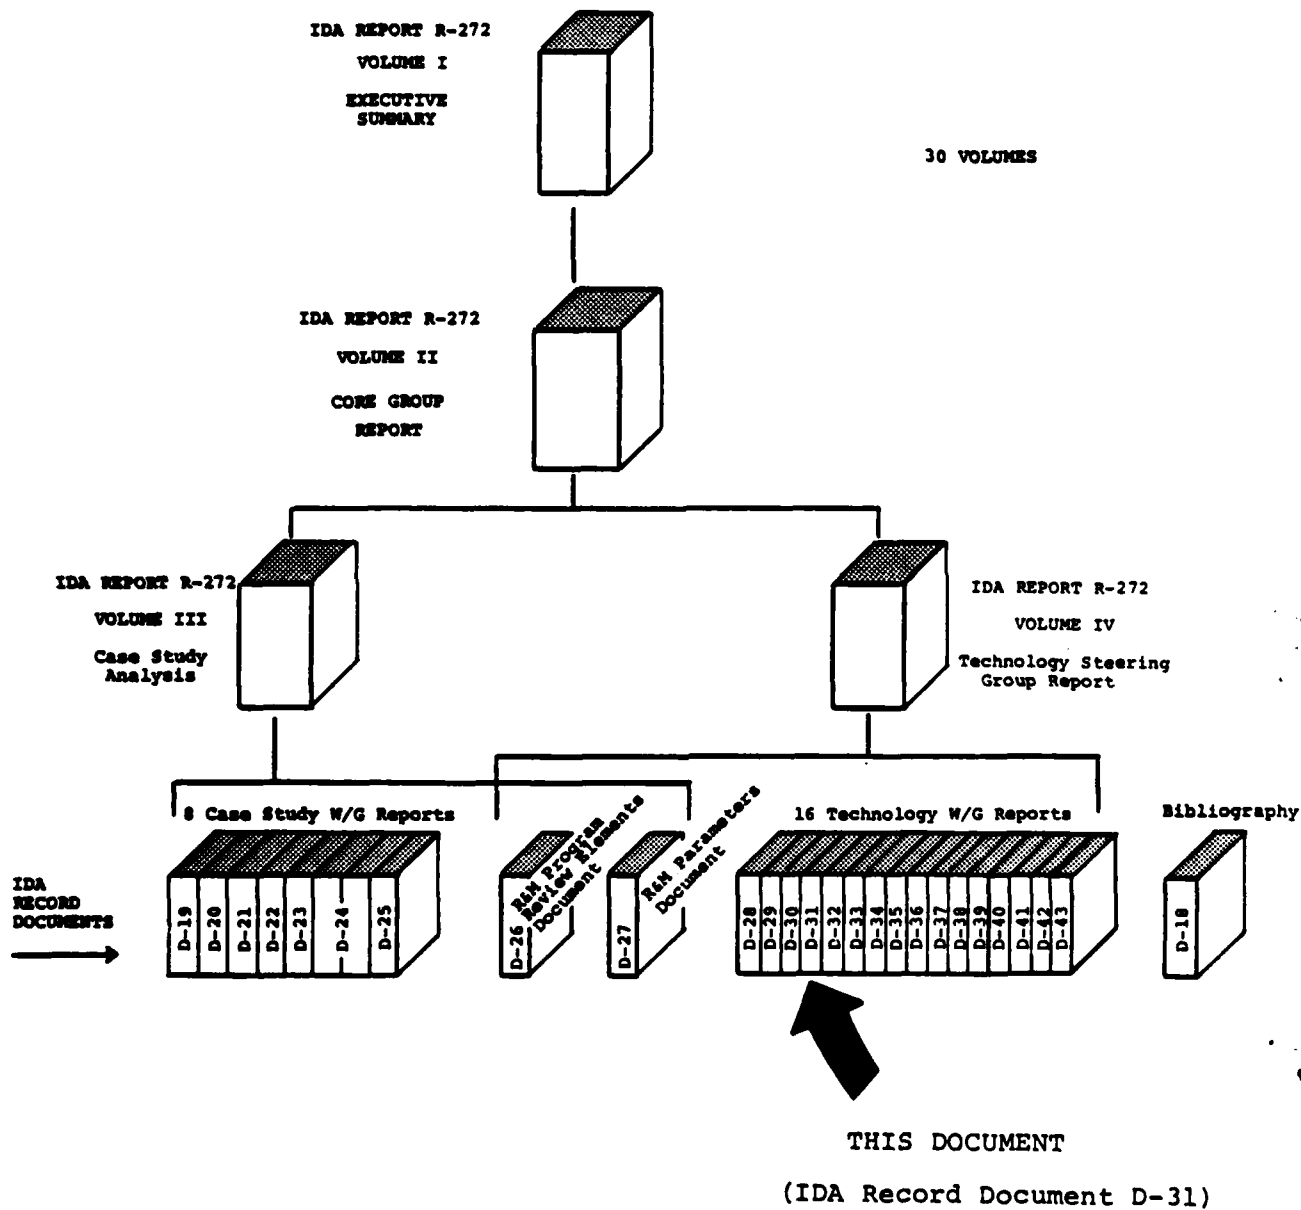 IDA REPORT R-272
VOLUME I
EXECUTIVE
SUMMARY
30 VOLUMES
IDA REPORT R-272
VOLUME II
CORE GROUP
REPORT
IDA REPORT R-272
VOLUME III
Case Study
Analysis
IDA REPORT R-272
VOLUME IV
Technology Steering
Group Report
8 Case Study W/G Reports
R&M Program
Review Elements
Document
R&M Parameters
Document
16 Technology W/G Reports
Bibliography
IDA
RECORD
DOCUMENTS
D-19
D-20
D-21
D-22
D-23
D-24
D-25
D-26
D-27
D-28
D-29
D-30
D-31
D-32
D-33
D-34
D-35
D-36
D-37
D-38
D-39
D-40
D-41
D-42
D-43
D-18
THIS DOCUMENT
(IDA Record Document D-31)